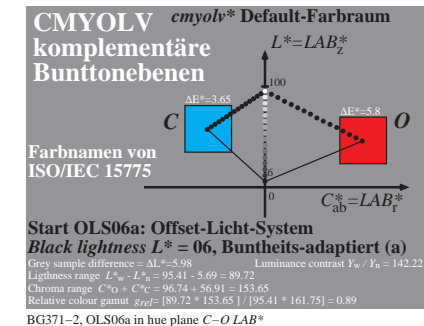 CMYOLV
komplementäre
Bunttonebenen
cmyolv* Default-Farbraum
L*=LAB*z
100
ΔE*=3.65
ΔE*=5.8
C
O
Farbnamen von
ISO/IEC 15775
6
0
C*ab=LAB*r
Start OLS06a: Offset-Licht-System
Black lightness L* = 06, Buntheits-adaptiert (a)
Grey sample difference = ΔL*=5.98 Luminance contrast Yw / Yn = 142.22
Ligthness range L*w - L*n = 95.41 - 5.69 = 89.72
Chroma range C*O + C*C = 96.74 + 56.91 = 153.65
Relative colour gamut grel= [89.72 * 153.65 ] / [95.41 * 161.75] = 0.89
BG371−2, OLS06a in hue plane C−O LAB*